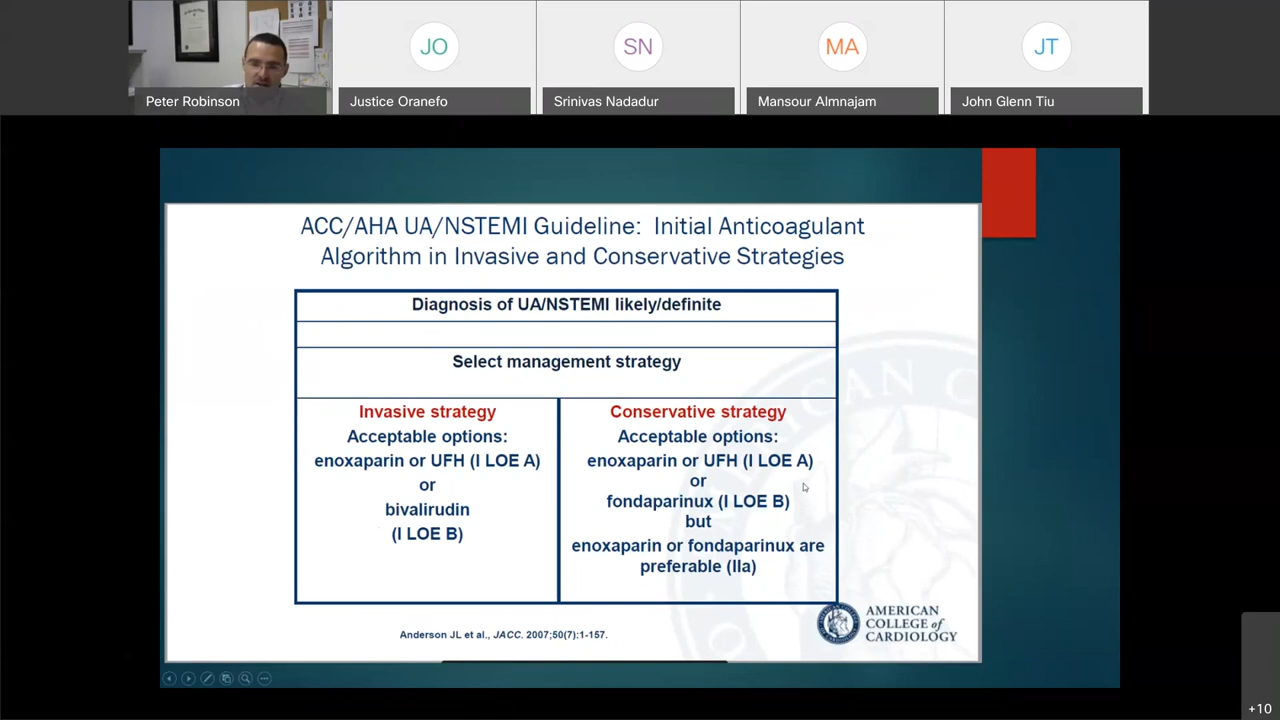 JO
SN
MA
JT
Peter Robinson
Justice Oranefo
Srinivas Nadadur
Mansour Almnajam
John Glenn Tiu
ACC/AHA UA/NSTEMI Guideline: Initial Anticoagulant
Algorithm in Invasive and Conservative Strategies
Diagnosis of UA/NSTEMI likely/definite
Select management strategy
Invasive strategy
Acceptable options:
enoxaparin or UFH (I LOE A)
or
bivalirudin
(I LOE B)
Conservative strategy
Acceptable options:
enoxaparin or UFH (I LOE A)
or
fondaparinux (I LOE B)
but
enoxaparin or fondaparinux are
preferable (IIa)
Anderson JL et al., JACC. 2007;50(7):1-157.
AMERICAN
COLLEGE of
CARDIOLOGY
+10